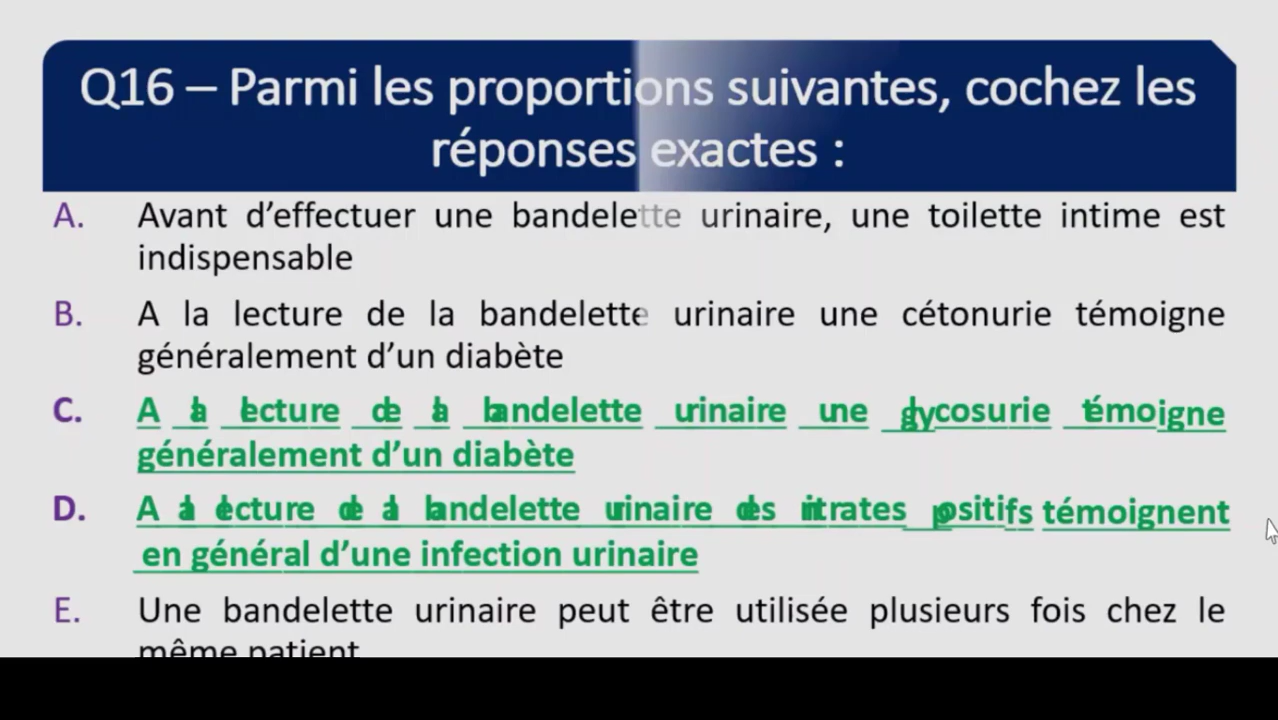 Q16 – Parmi les proportions suivantes, cochez les
réponses exactes :
A. Avant d'effectuer une bandelette urinaire, une toilette intime est
indispensable
B. A la lecture de la bandelette urinaire une cétonurie témoigne
généralement d'un diabète
C. A la lecture de la bandelette urinaire une glycosurie témoigne
généralement d'un diabète
D. A la lecture de la bandelette urinaire des nitrates positifs témoignent
en général d'une infection urinaire
E. Une bandelette urinaire peut être utilisée plusieurs fois chez le
même patient